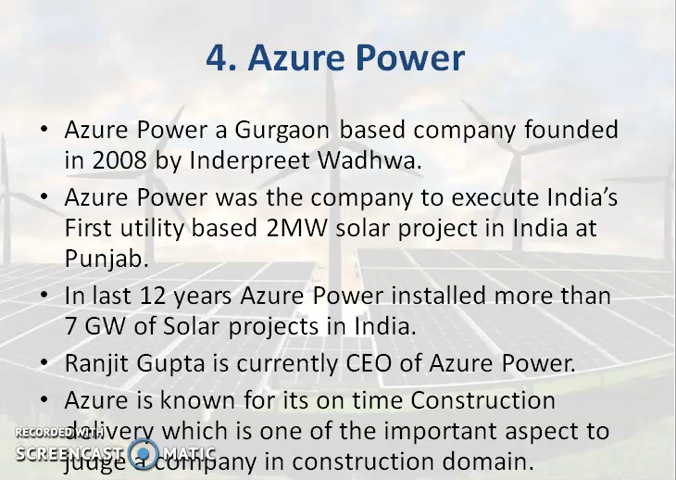 4. Azure Power
• Azure Power a Gurgaon based company founded
in 2008 by Inderpreet Wadhwa.
• Azure Power was the company to execute India's
First utility based 2MW solar project in India at
Punjab.
• In last 12 years Azure Power installed more than
7 GW of Solar projects in India.
• Ranjit Gupta is currently CEO of Azure Power.
• Azure is known for its on time Construction
delivery which is one of the important aspect to
judge a company in construction domain.
RECORDED WITH
SCREENCAST MATIC